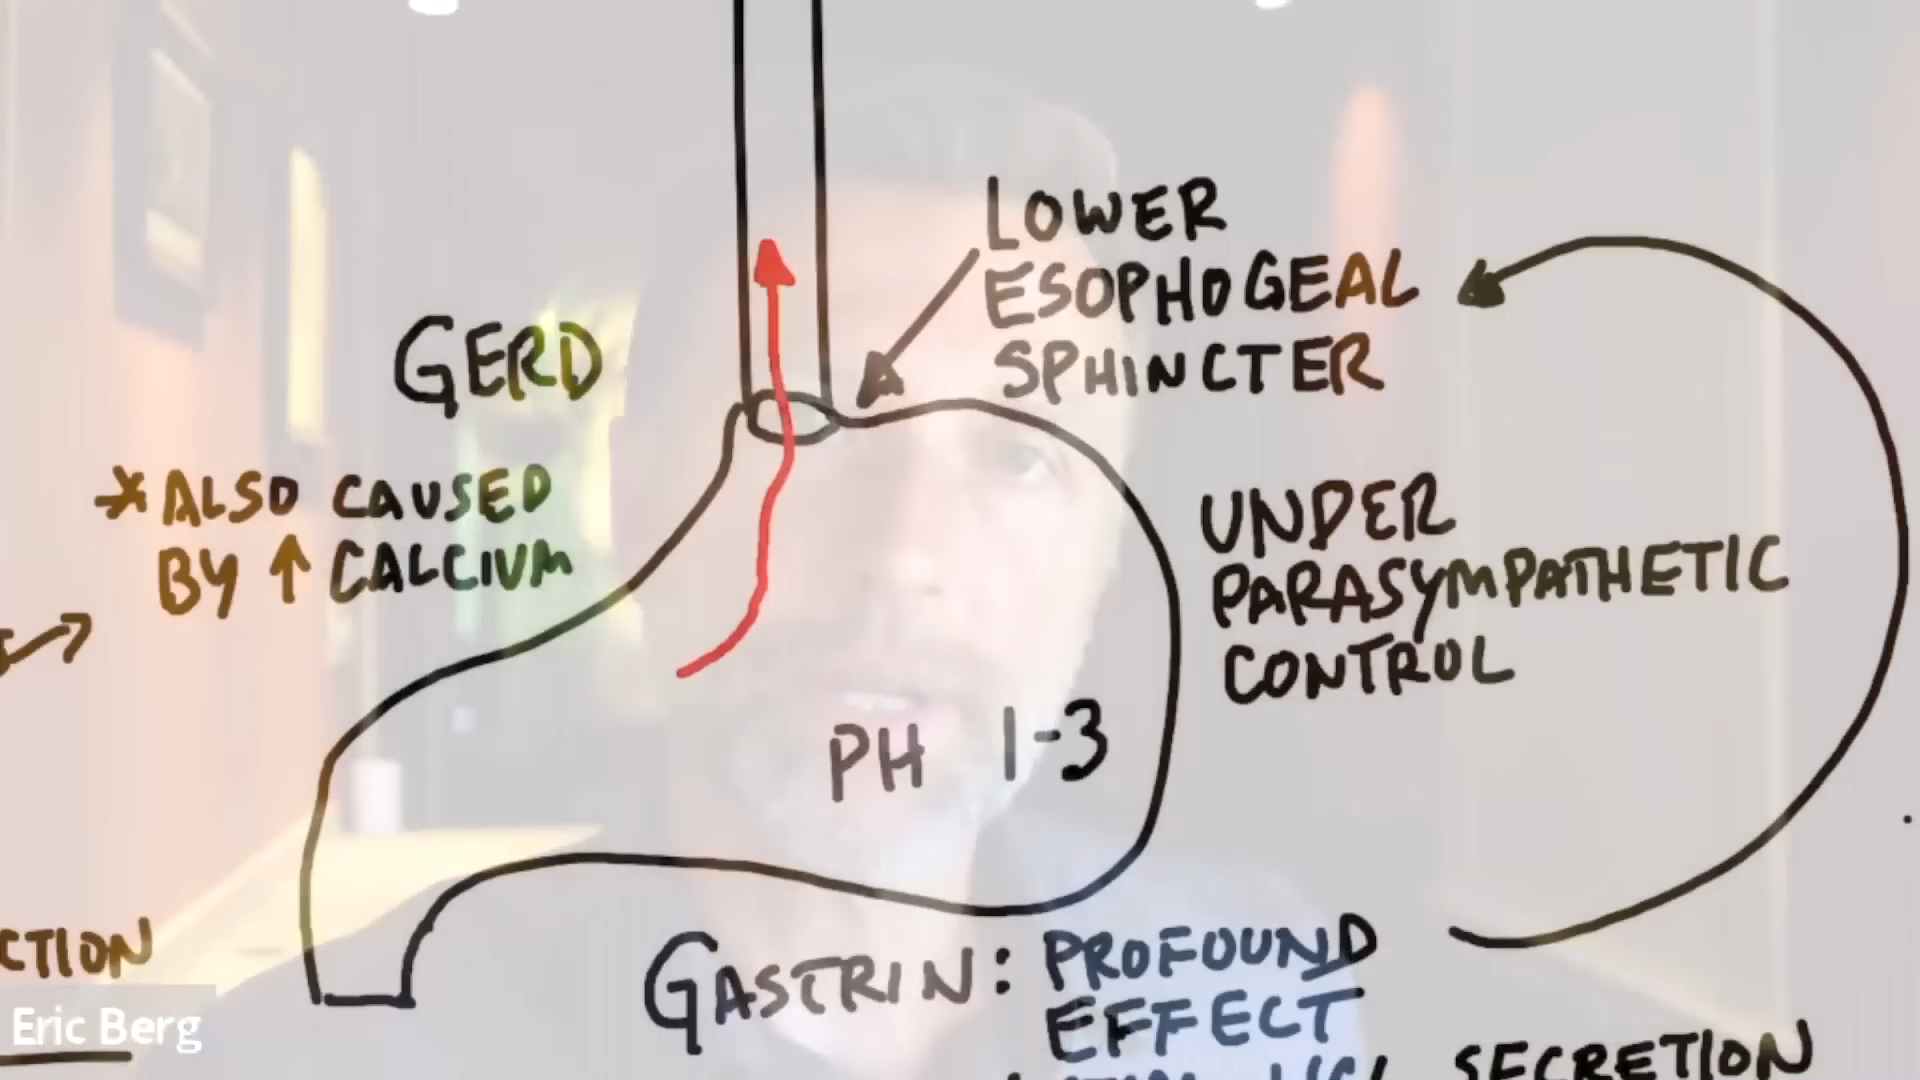 LOWER
ESOPHOGEAL
SPHINCTER
GERD
*ALSO CAUSED
BY ↑ CALCIUM
UNDER
PARASYMPATHETIC
CONTROL
PH 1-3
CTION
GASTRIN: PROFOUND
EFFECT
SECRETION
Eric Berg